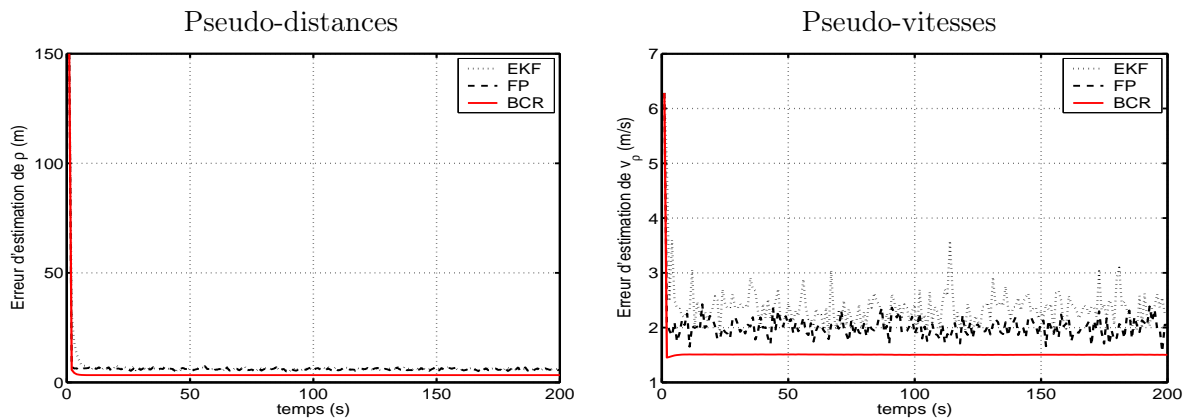 Pseudo-distances
150
100
50
0
0
50
100
150
200
Erreur d'estimation de ρ (m)
temps (s)
EKF
FP
BCR
Pseudo-vitesses
7
6
5
4
3
2
1
0
50
100
150
200
Erreur d'estimation de v_ρ (m/s)
temps (s)
EKF
FP
BCR